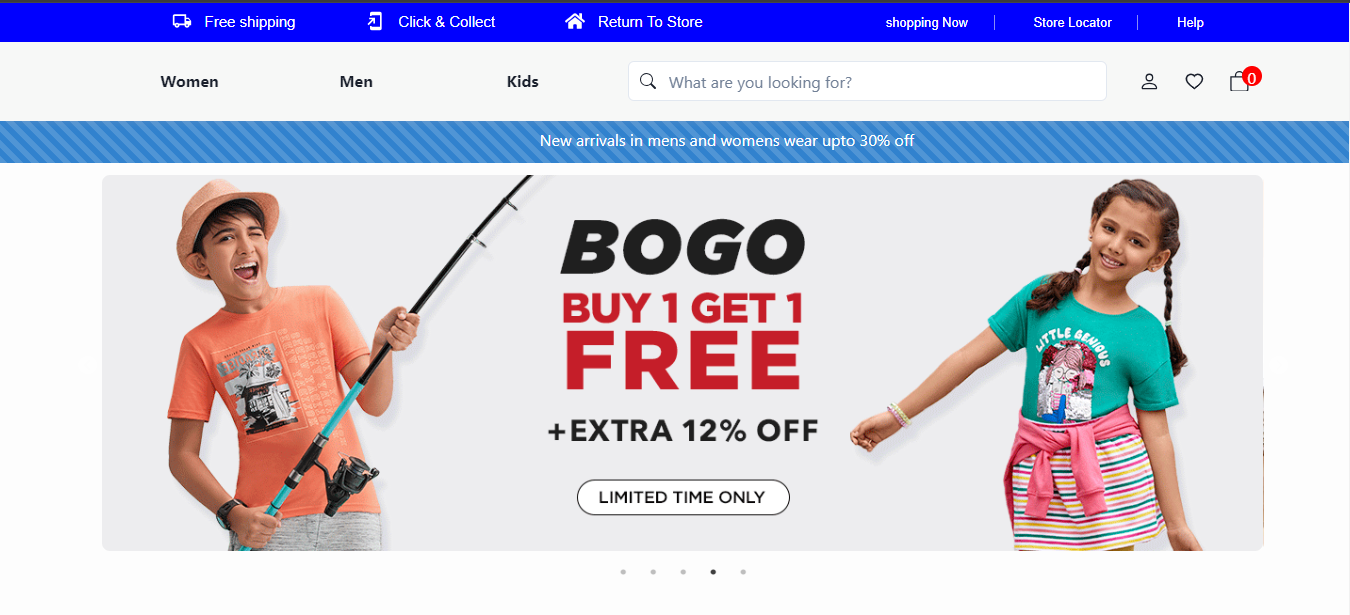 Free shipping
Click & Collect
Return To Store
shopping Now
Store Locator
Help
Women
Men
Kids
What are you looking for?
0
New arrivals in mens and womens wear upto 30% off
BOGO
BUY 1 GET 1
FREE
+EXTRA 12% OFF
LIMITED TIME ONLY
LITTLE GENIOUS